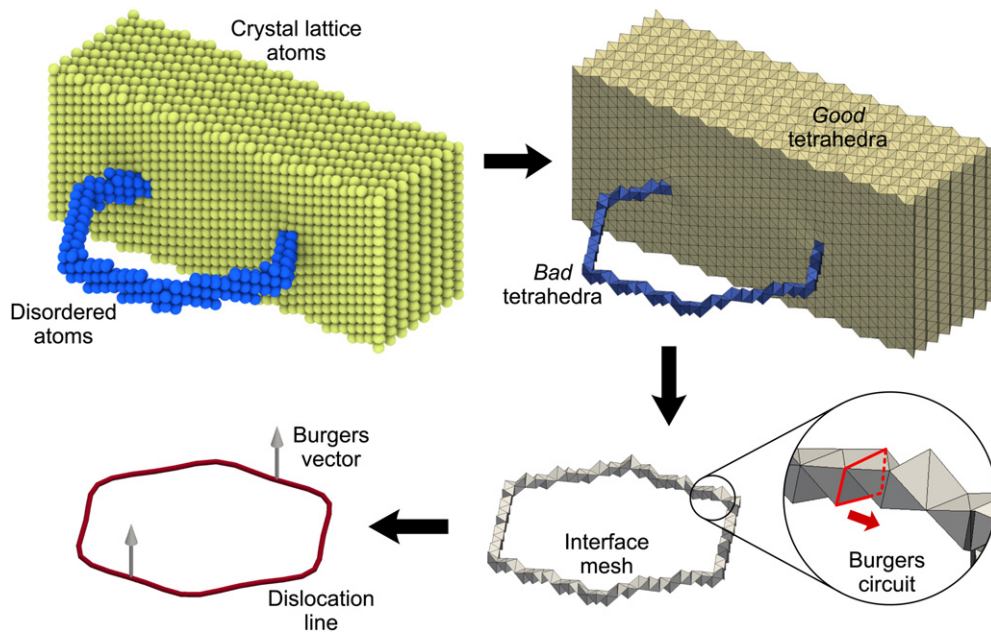 Crystal lattice
atoms
Good
tetrahedra
Disordered
atoms
Bad
tetrahedra
Burgers
vector
Dislocation
line
Interface
mesh
Burgers
circuit